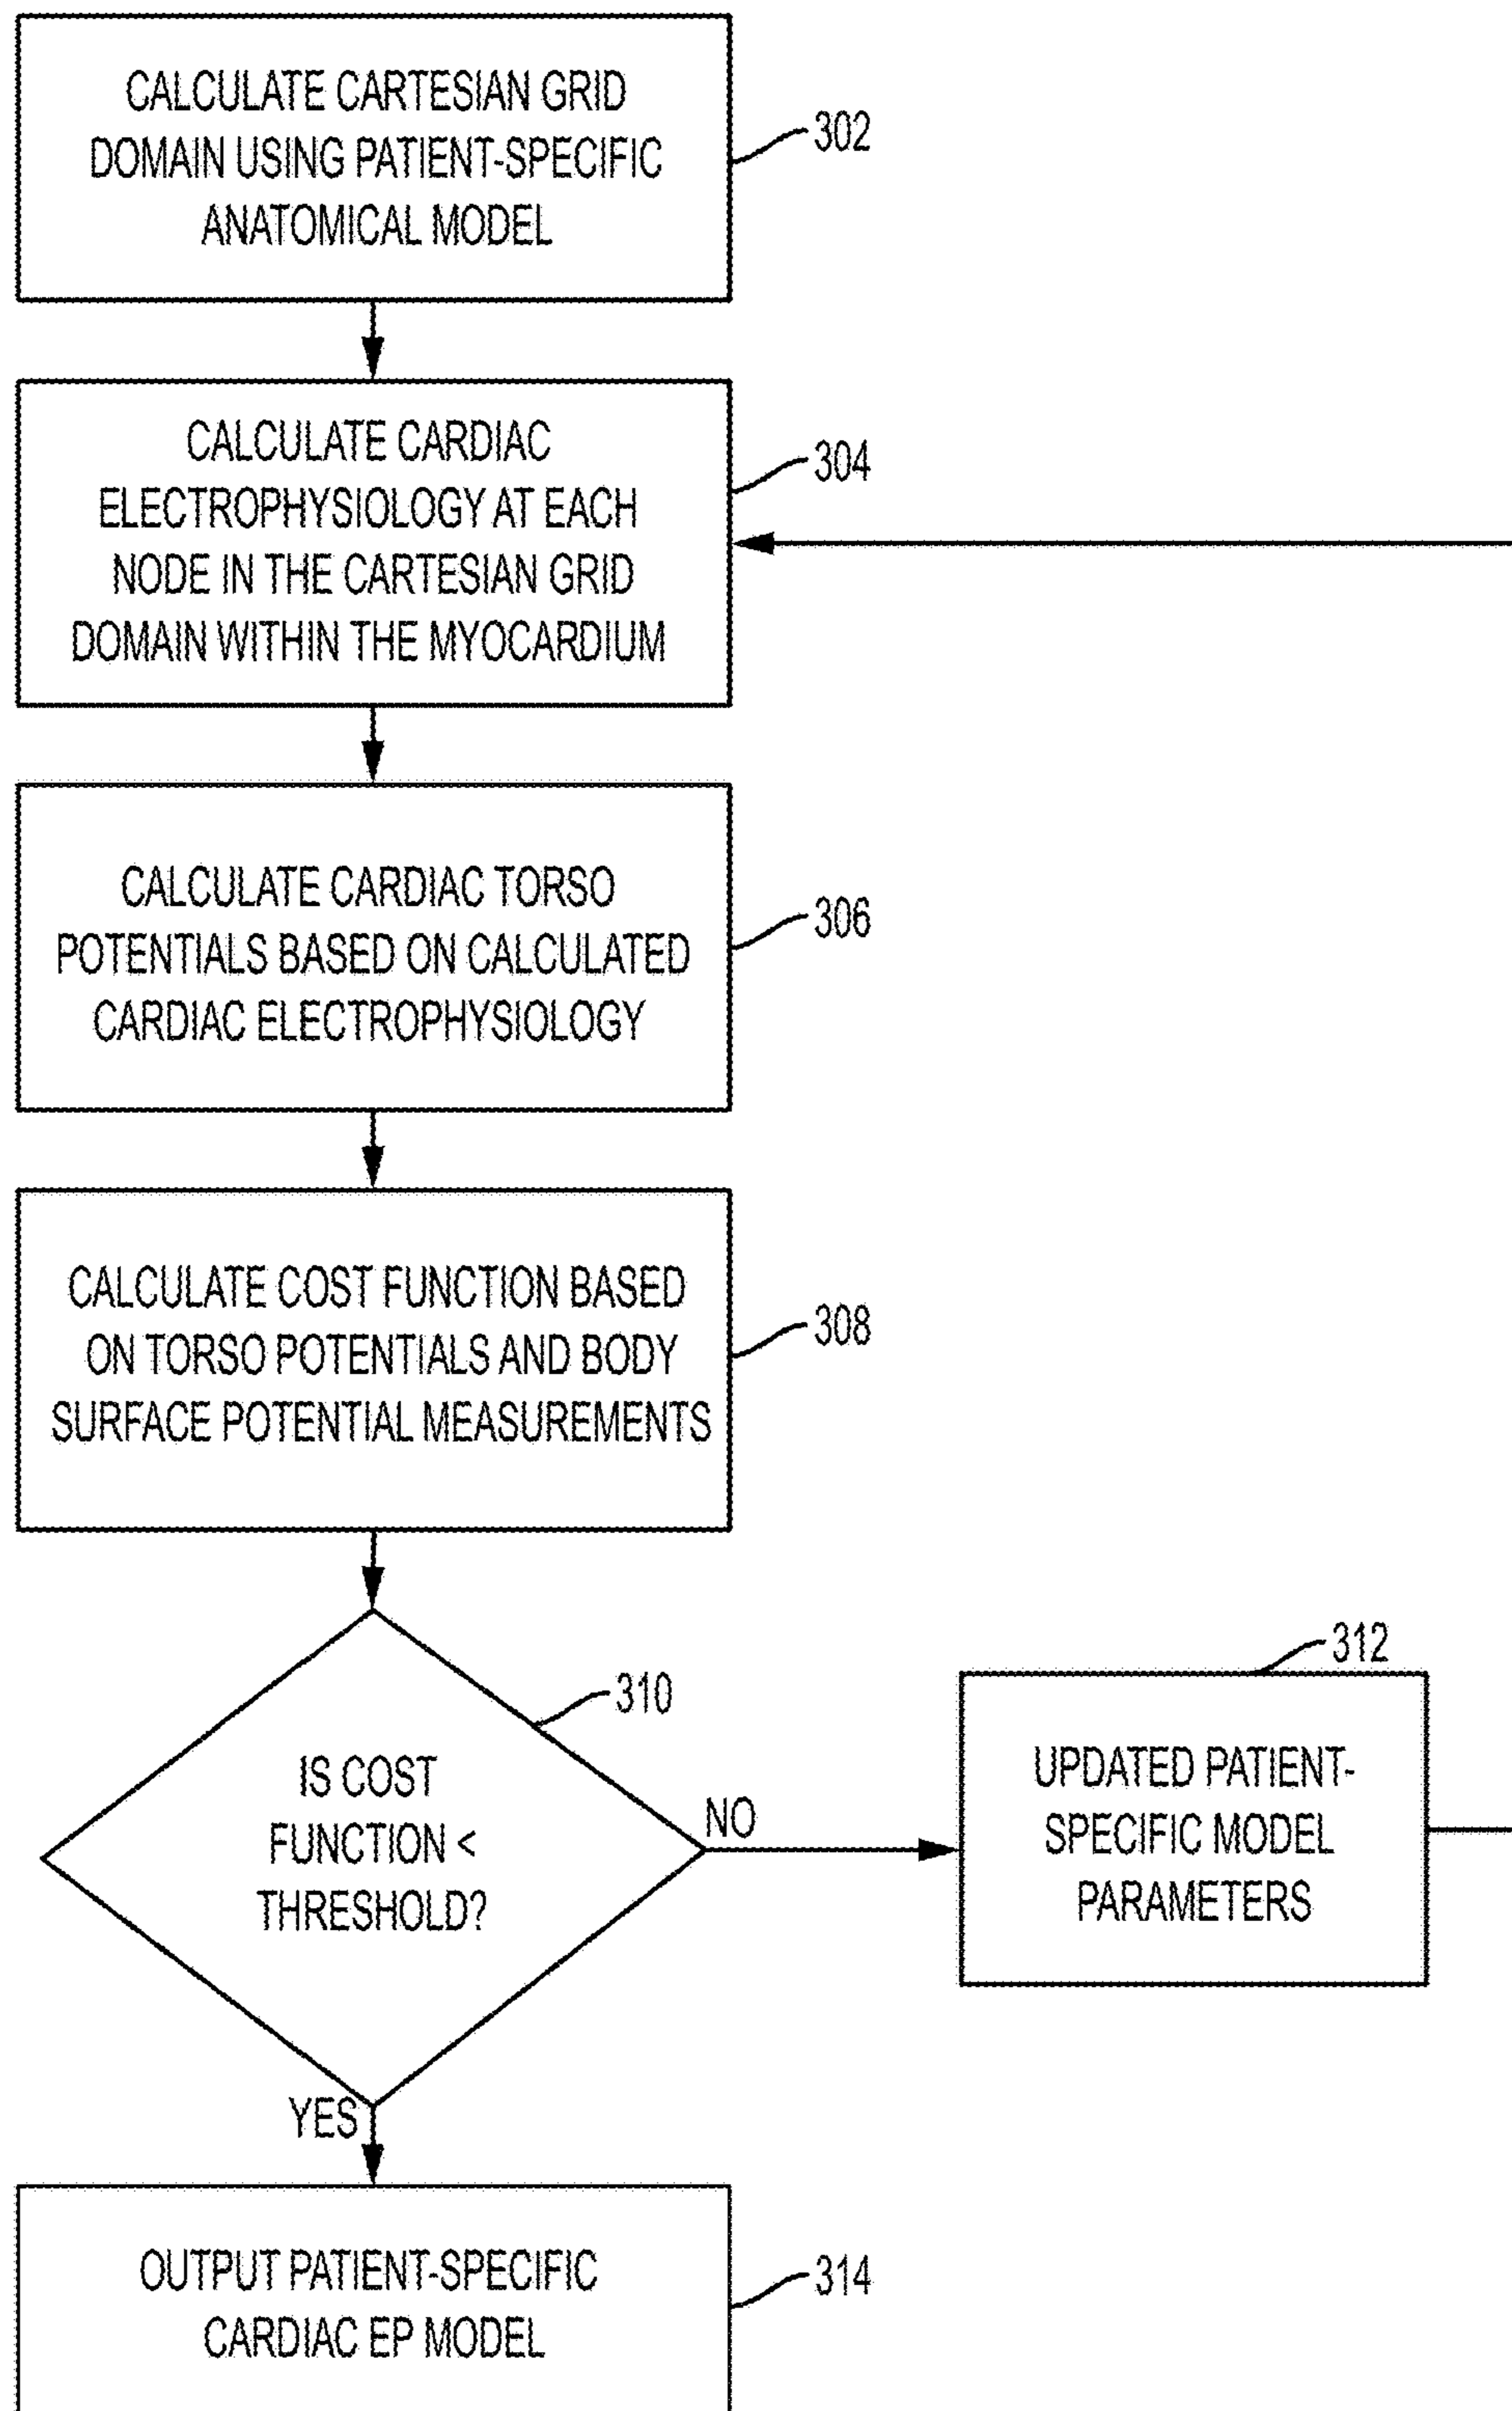 CALCULATE CARTESIAN GRID
DOMAIN USING PATIENT-SPECIFIC
ANATOMICAL MODEL
302
CALCULATE CARDIAC
ELECTROPHYSIOLOGY AT EACH
NODE IN THE CARTESIAN GRID
DOMAIN WITHIN THE MYOCARDIUM
304
CALCULATE CARDIAC TORSO
POTENTIALS BASED ON CALCULATED
CARDIAC ELECTROPHYSIOLOGY
306
CALCULATE COST FUNCTION BASED
ON TORSO POTENTIALS AND BODY
SURFACE POTENTIAL MEASUREMENTS
308
IS COST
FUNCTION <
THRESHOLD?
310
NO
312
UPDATED PATIENT-
SPECIFIC MODEL
PARAMETERS
YES
OUTPUT PATIENT-SPECIFIC
CARDIAC EP MODEL
314